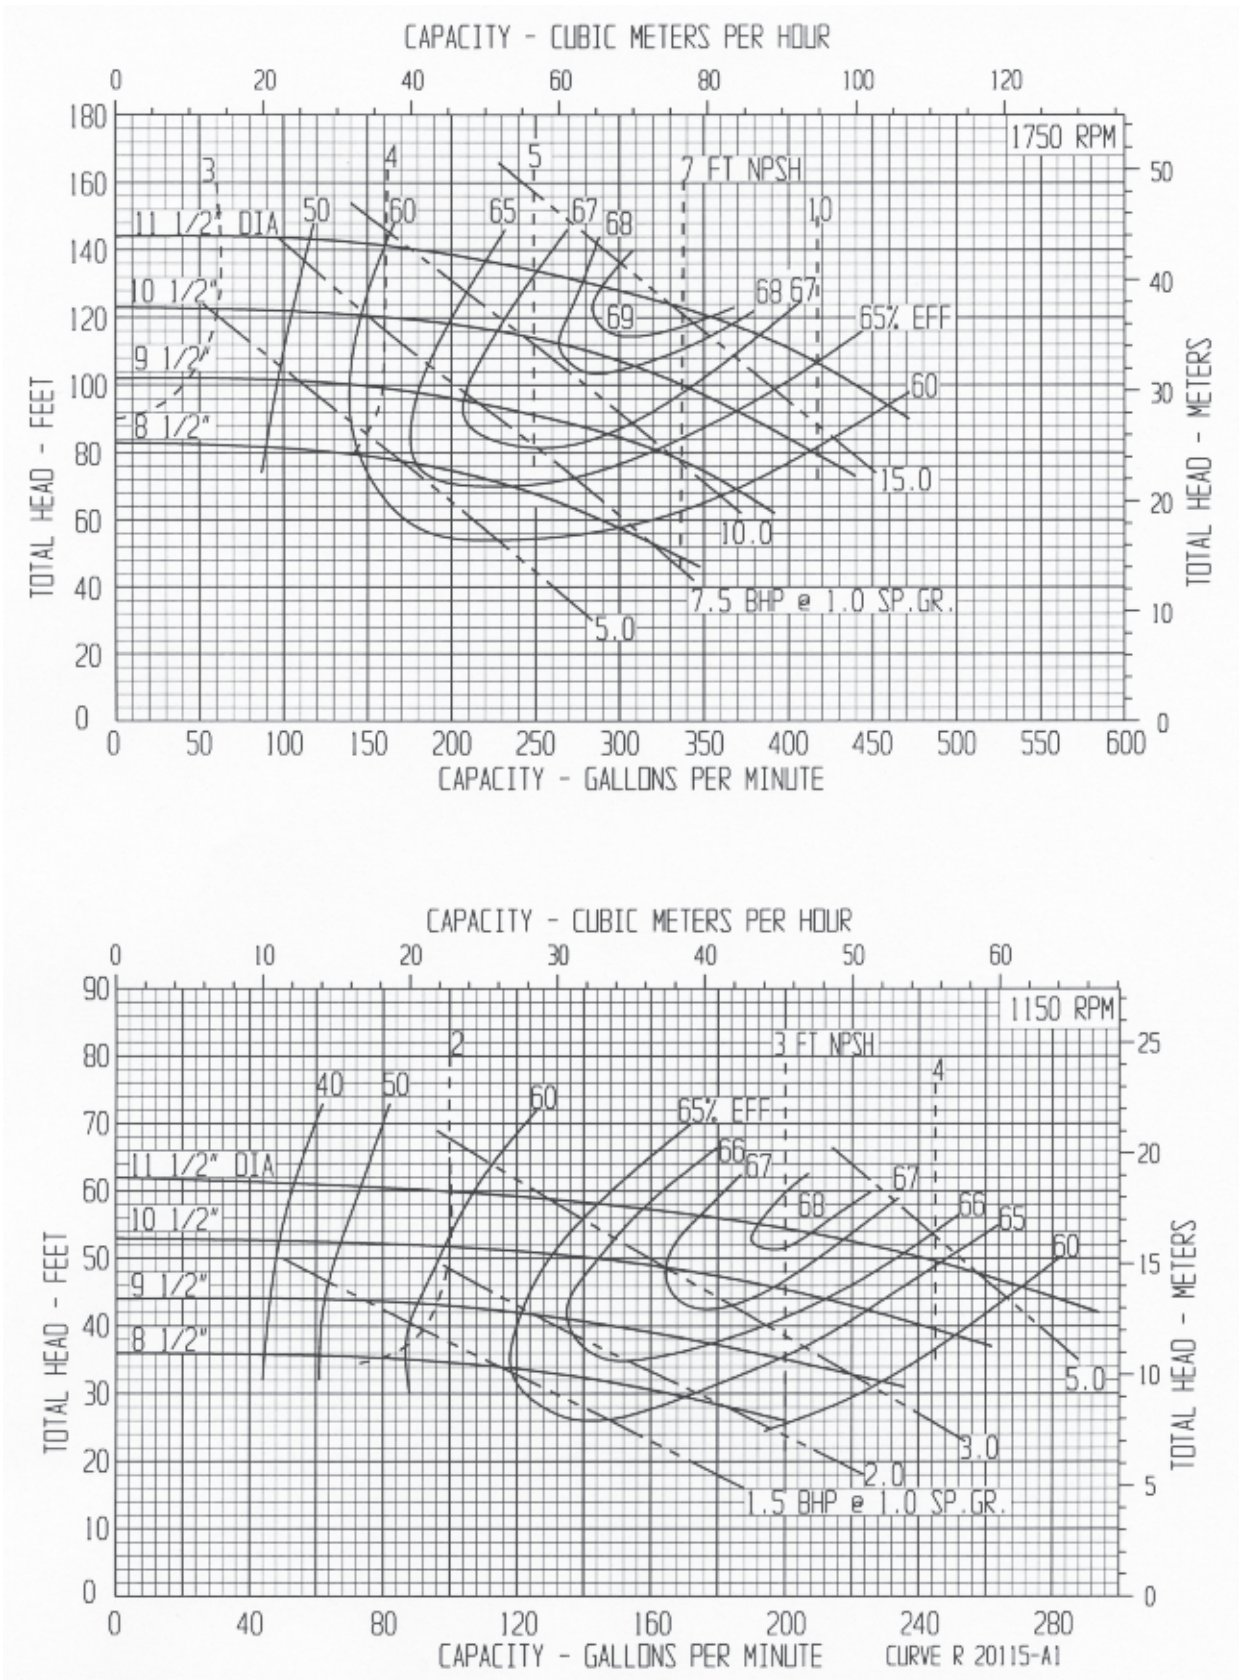 CAPACITY - CUBIC METERS PER HOUR
0 20 40 60 80 100 120
180
1750 RPM
3 4 5 7 FT NPSH
50
160
11 1/2" DIA 50 60 65 67 68 10
140
40
10 1/2" 68 67
120
69 65% EFF
9 1/2"
100
60
30
8 1/2"
80
15.0
20
60
10.0
40
7.5 BHP @ 1.0 SP.GR.
10
5.0
20
0
0
0 50 100 150 200 250 300 350 400 450 500 550 600
CAPACITY - GALLONS PER MINUTE
TOTAL HEAD - FEET
TOTAL HEAD - METERS
CAPACITY - CUBIC METERS PER HOUR
0 10 20 30 40 50 60
90
1150 RPM
2 3 FT NPSH
25
80
4
40 50 60
65% EFF
70
66
20
11 1/2" DIA 67 67
60
68 66
10 1/2" 65
60
50
15
9 1/2"
40
8 1/2"
10
5.0
30
3.0
20
2.0
5
1.5 BHP @ 1.0 SP.GR.
10
0
0
0 40 80 120 160 200 240 280
CAPACITY - GALLONS PER MINUTE
CURVE R 20115-A1
TOTAL HEAD - FEET
TOTAL HEAD - METERS